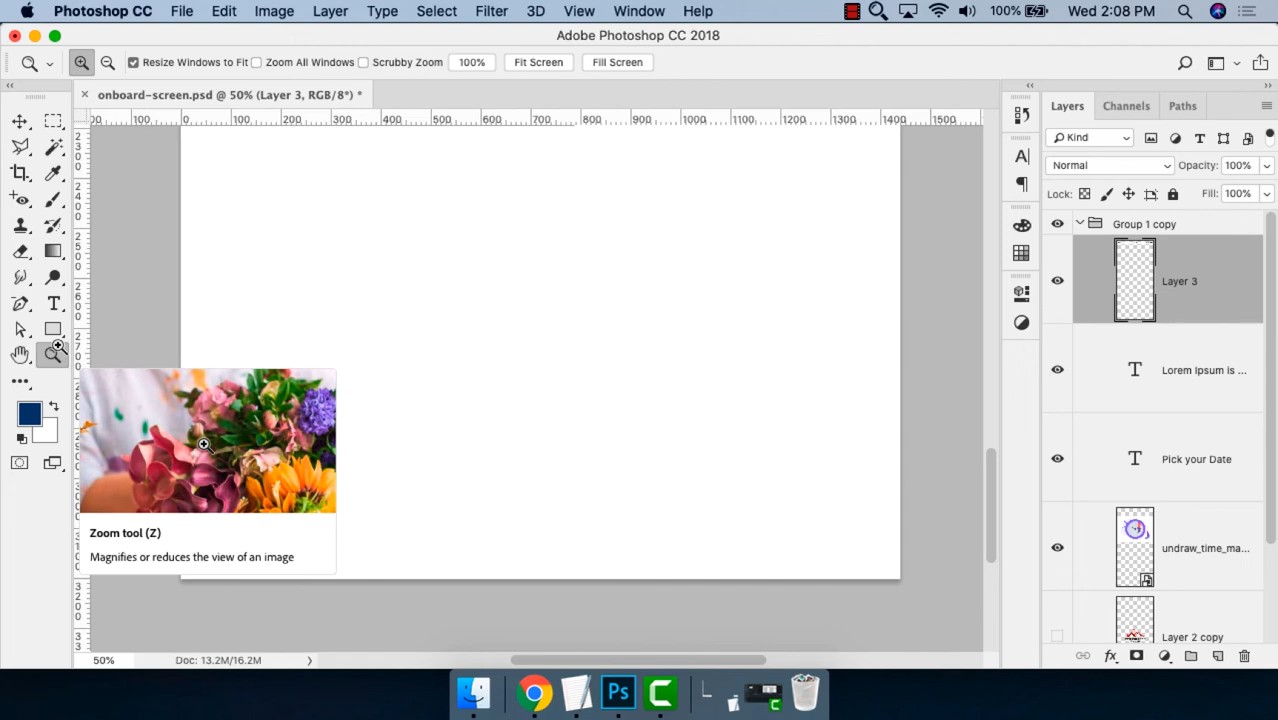 Photoshop CC File Edit Image Layer Type Select Filter 3D View Window Help 100% Wed 2:08 PM
Adobe Photoshop CC 2018
Resize Windows to Fit Zoom All Windows Scrubby Zoom 100% Fit Screen Fill Screen
onboard-screen.psd @ 50% (Layer 3, RGB/8*) *
Layers Channels Paths
00 100 0 100 200 300 400 500 600 700 800 900 1000 1100 1200 1300 1400 1500
Kind
Normal Opacity: 100%
Lock: Fill: 100%
Group 1 copy
Layer 3
Lorem Ipsum is ...
Pick your Date
undraw_time_ma...
Layer 2 copy
Zoom tool (Z)
Magnifies or reduces the view of an image
50% Doc: 13.2M/16.2M
Ps